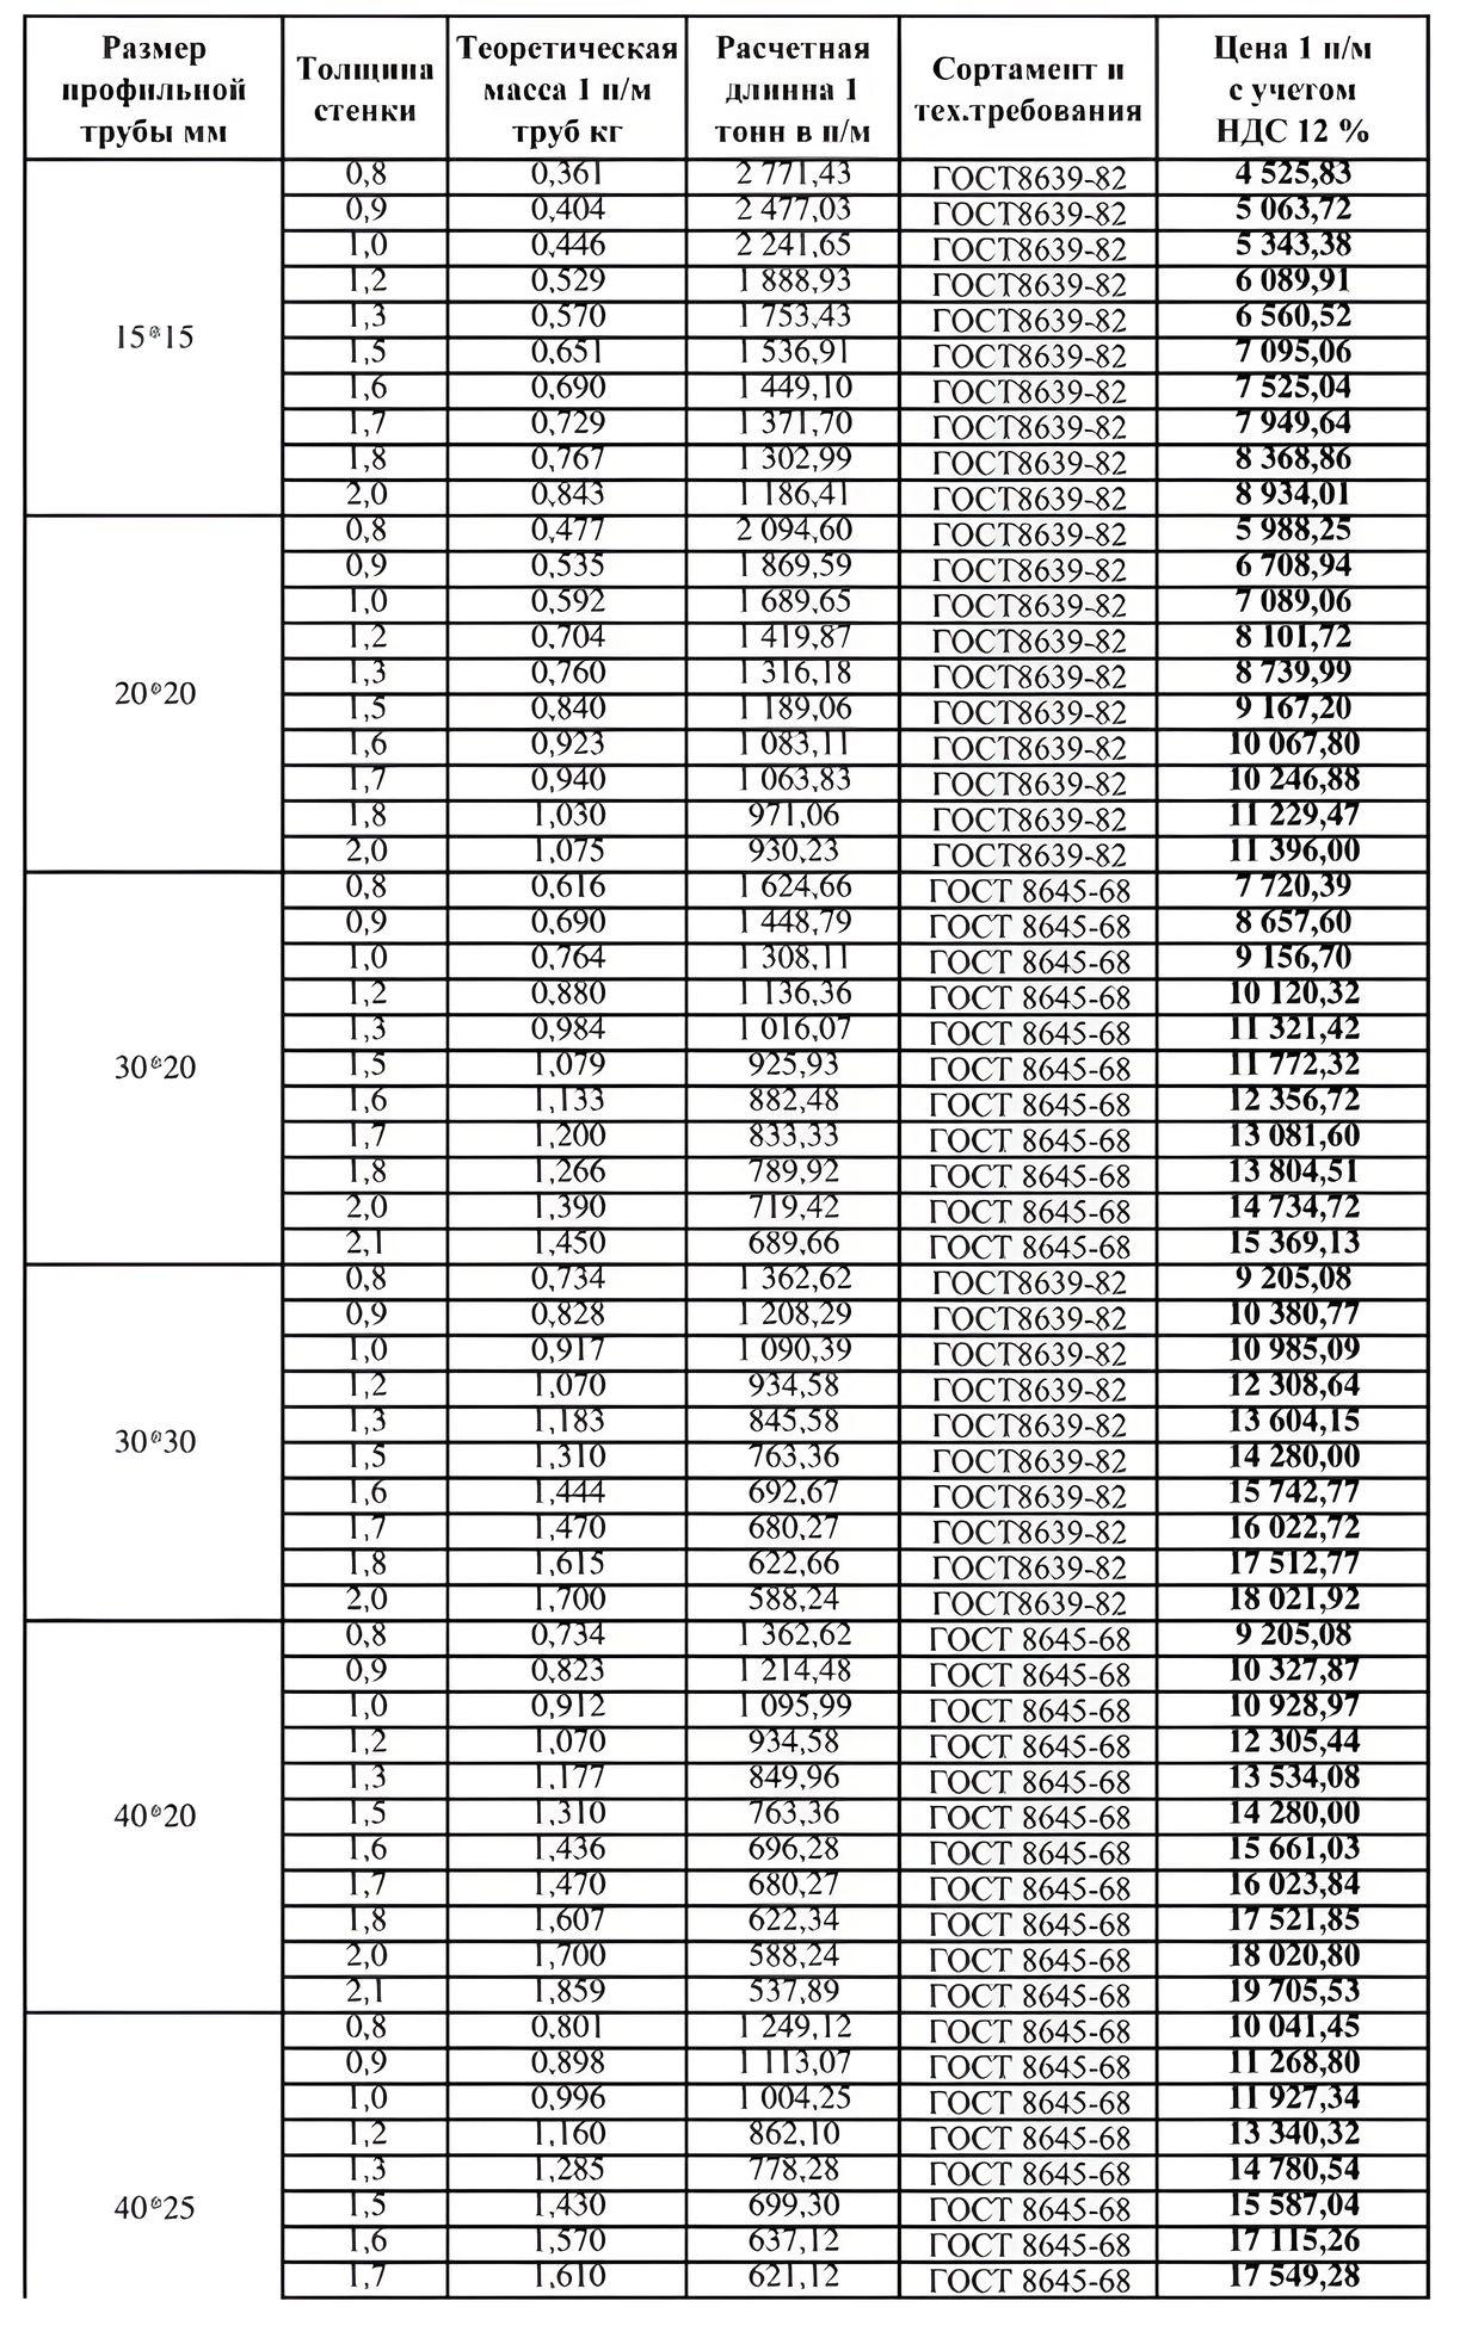 Размер профильной трубы мм | Толщина стенки | Теоретическая масса 1 п/м труб кг | Расчетная длинна 1 тонн в п/м | Сортамент и тех.требования | Цена 1 п/м с учетом НДС 12 %
15*15
0,8 0,361 2 771,43 ГОСТ8639-82 4 525,83
0,9 0,404 2 477,03 ГОСТ8639-82 5 063,72
1,0 0,446 2 241,65 ГОСТ8639-82 5 343,38
1,2 0,529 1 888,93 ГОСТ8639-82 6 089,91
1,3 0,570 1 753,43 ГОСТ8639-82 6 560,52
1,5 0,651 1 536,91 ГОСТ8639-82 7 095,06
1,6 0,690 1 449,10 ГОСТ8639-82 7 525,04
1,7 0,729 1 371,70 ГОСТ8639-82 7 949,64
1,8 0,767 1 302,99 ГОСТ8639-82 8 368,86
2,0 0,843 1 186,41 ГОСТ8639-82 8 934,01
20*20
0,8 0,477 2 094,60 ГОСТ8639-82 5 988,25
0,9 0,535 1 869,59 ГОСТ8639-82 6 708,94
1,0 0,592 1 689,65 ГОСТ8639-82 7 089,06
1,2 0,704 1 419,87 ГОСТ8639-82 8 101,72
1,3 0,760 1 316,18 ГОСТ8639-82 8 739,99
1,5 0,840 1 189,06 ГОСТ8639-82 9 167,20
1,6 0,923 1 083,11 ГОСТ8639-82 10 067,80
1,7 0,940 1 063,83 ГОСТ8639-82 10 246,88
1,8 1,030 971,06 ГОСТ8639-82 11 229,47
2,0 1,075 930,23 ГОСТ8639-82 11 396,00
30*20
0,8 0,616 1 624,66 ГОСТ 8645-68 7 720,39
0,9 0,690 1 448,79 ГОСТ 8645-68 8 657,60
1,0 0,764 1 308,11 ГОСТ 8645-68 9 156,70
1,2 0,880 1 136,36 ГОСТ 8645-68 10 120,32
1,3 0,984 1 016,07 ГОСТ 8645-68 11 321,42
1,5 1,079 925,93 ГОСТ 8645-68 11 772,32
1,6 1,133 882,48 ГОСТ 8645-68 12 356,72
1,7 1,200 833,33 ГОСТ 8645-68 13 081,60
1,8 1,266 789,92 ГОСТ 8645-68 13 804,51
2,0 1,390 719,42 ГОСТ 8645-68 14 734,72
2,1 1,450 689,66 ГОСТ 8645-68 15 369,13
30*30
0,8 0,734 1 362,62 ГОСТ8639-82 9 205,08
0,9 0,828 1 208,29 ГОСТ8639-82 10 380,77
1,0 0,917 1 090,39 ГОСТ8639-82 10 985,09
1,2 1,070 934,58 ГОСТ8639-82 12 308,64
1,3 1,183 845,58 ГОСТ8639-82 13 604,15
1,5 1,310 763,36 ГОСТ8639-82 14 280,00
1,6 1,444 692,67 ГОСТ8639-82 15 742,77
1,7 1,470 680,27 ГОСТ8639-82 16 022,72
1,8 1,615 622,66 ГОСТ8639-82 17 512,77
2,0 1,700 588,24 ГОСТ8639-82 18 021,92
40*20
0,8 0,734 1 362,62 ГОСТ 8645-68 9 205,08
0,9 0,823 1 214,48 ГОСТ 8645-68 10 327,87
1,0 0,912 1 095,99 ГОСТ 8645-68 10 928,97
1,2 1,070 934,58 ГОСТ 8645-68 12 305,44
1,3 1,177 849,96 ГОСТ 8645-68 13 534,08
1,5 1,310 763,36 ГОСТ 8645-68 14 280,00
1,6 1,436 696,28 ГОСТ 8645-68 15 661,03
1,7 1,470 680,27 ГОСТ 8645-68 16 023,84
1,8 1,607 622,34 ГОСТ 8645-68 17 521,85
2,0 1,700 588,24 ГОСТ 8645-68 18 020,80
2,1 1,859 537,89 ГОСТ 8645-68 19 705,53
40*25
0,8 0,801 1 249,12 ГОСТ 8645-68 10 041,45
0,9 0,898 1 113,07 ГОСТ 8645-68 11 268,80
1,0 0,996 1 004,25 ГОСТ 8645-68 11 927,34
1,2 1,160 862,10 ГОСТ 8645-68 13 340,32
1,3 1,285 778,28 ГОСТ 8645-68 14 780,54
1,5 1,430 699,30 ГОСТ 8645-68 15 587,04
1,6 1,570 637,12 ГОСТ 8645-68 17 115,26
1,7 1,610 621,12 ГОСТ 8645-68 17 549,28